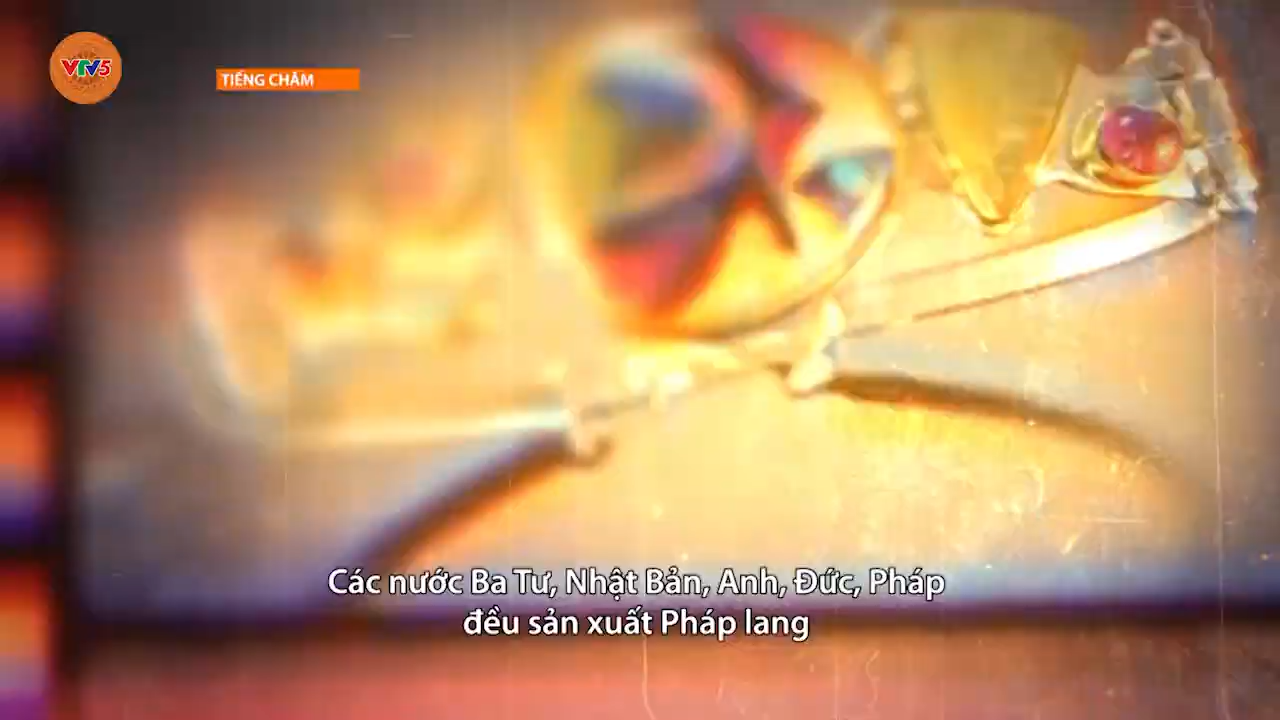 VTV5
TIẾNG CHĂM
Các nước Ba Tư, Nhật Bản, Anh, Đức, Pháp
đều sản xuất Pháp lang